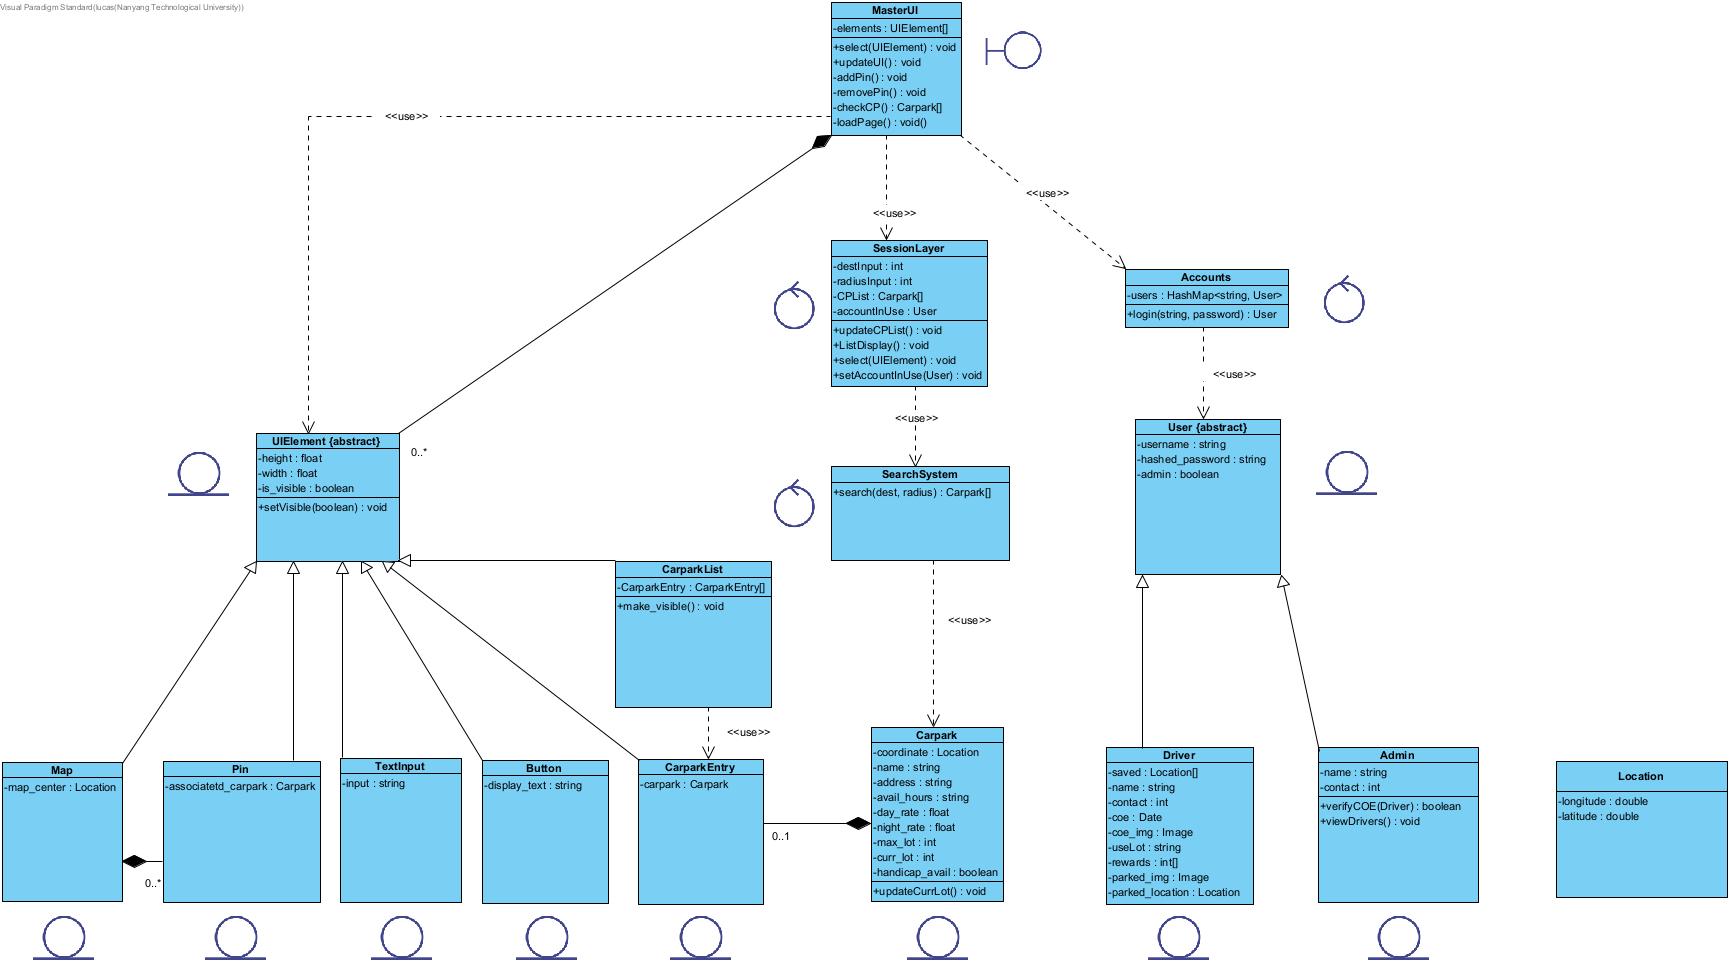 Visual Paradigm Standard(lucas(Nanyang Technological University))
MasterUI
-elements : UIElement[]
+select(UIElement) : void
+updateUI() : void
-addPin() : void
-removePin() : void
-checkCP() : Carpark[]
-loadPage() : void()
<<use>>
<<use>>
<<use>>
SessionLayer
-destInput : int
-radiusInput : int
-CPList : Carpark[]
-accountInUse : User
+updateCPList() : void
+ListDisplay() : void
+select(UIElement) : void
+setAccountInUse(User) : void
Accounts
-users : HashMap<string, User>
+login(string, password) : User
<<use>>
<<use>>
UIElement {abstract}
-height : float
-width : float
-is_visible : boolean
+setVisible(boolean) : void
0..*
SearchSystem
+search(dest, radius) : Carpark[]
User {abstract}
-username : string
-hashed_password : string
-admin : boolean
CarparkList
-CarparkEntry : CarparkEntry[]
+make_visible() : void
<<use>>
<<use>>
Map
-map_center : Location
0..*
Pin
-associatetd_carpark : Carpark
TextInput
-input : string
Button
-display_text : string
CarparkEntry
-carpark : Carpark
0..1
Carpark
-coordinate : Location
-name : string
-address : string
-avail_hours : string
-day_rate : float
-night_rate : float
-max_lot : int
-curr_lot : int
-handicap_avail : boolean
+updateCurrLot() : void
Driver
-saved : Location[]
-name : string
-contact : int
-coe : Date
-coe_img : Image
-useLot : string
-rewards : int[]
-parked_img : Image
-parked_location : Location
Admin
-name : string
-contact : int
+verifyCOE(Driver) : boolean
+viewDrivers() : void
Location
-longitude : double
-latitude : double